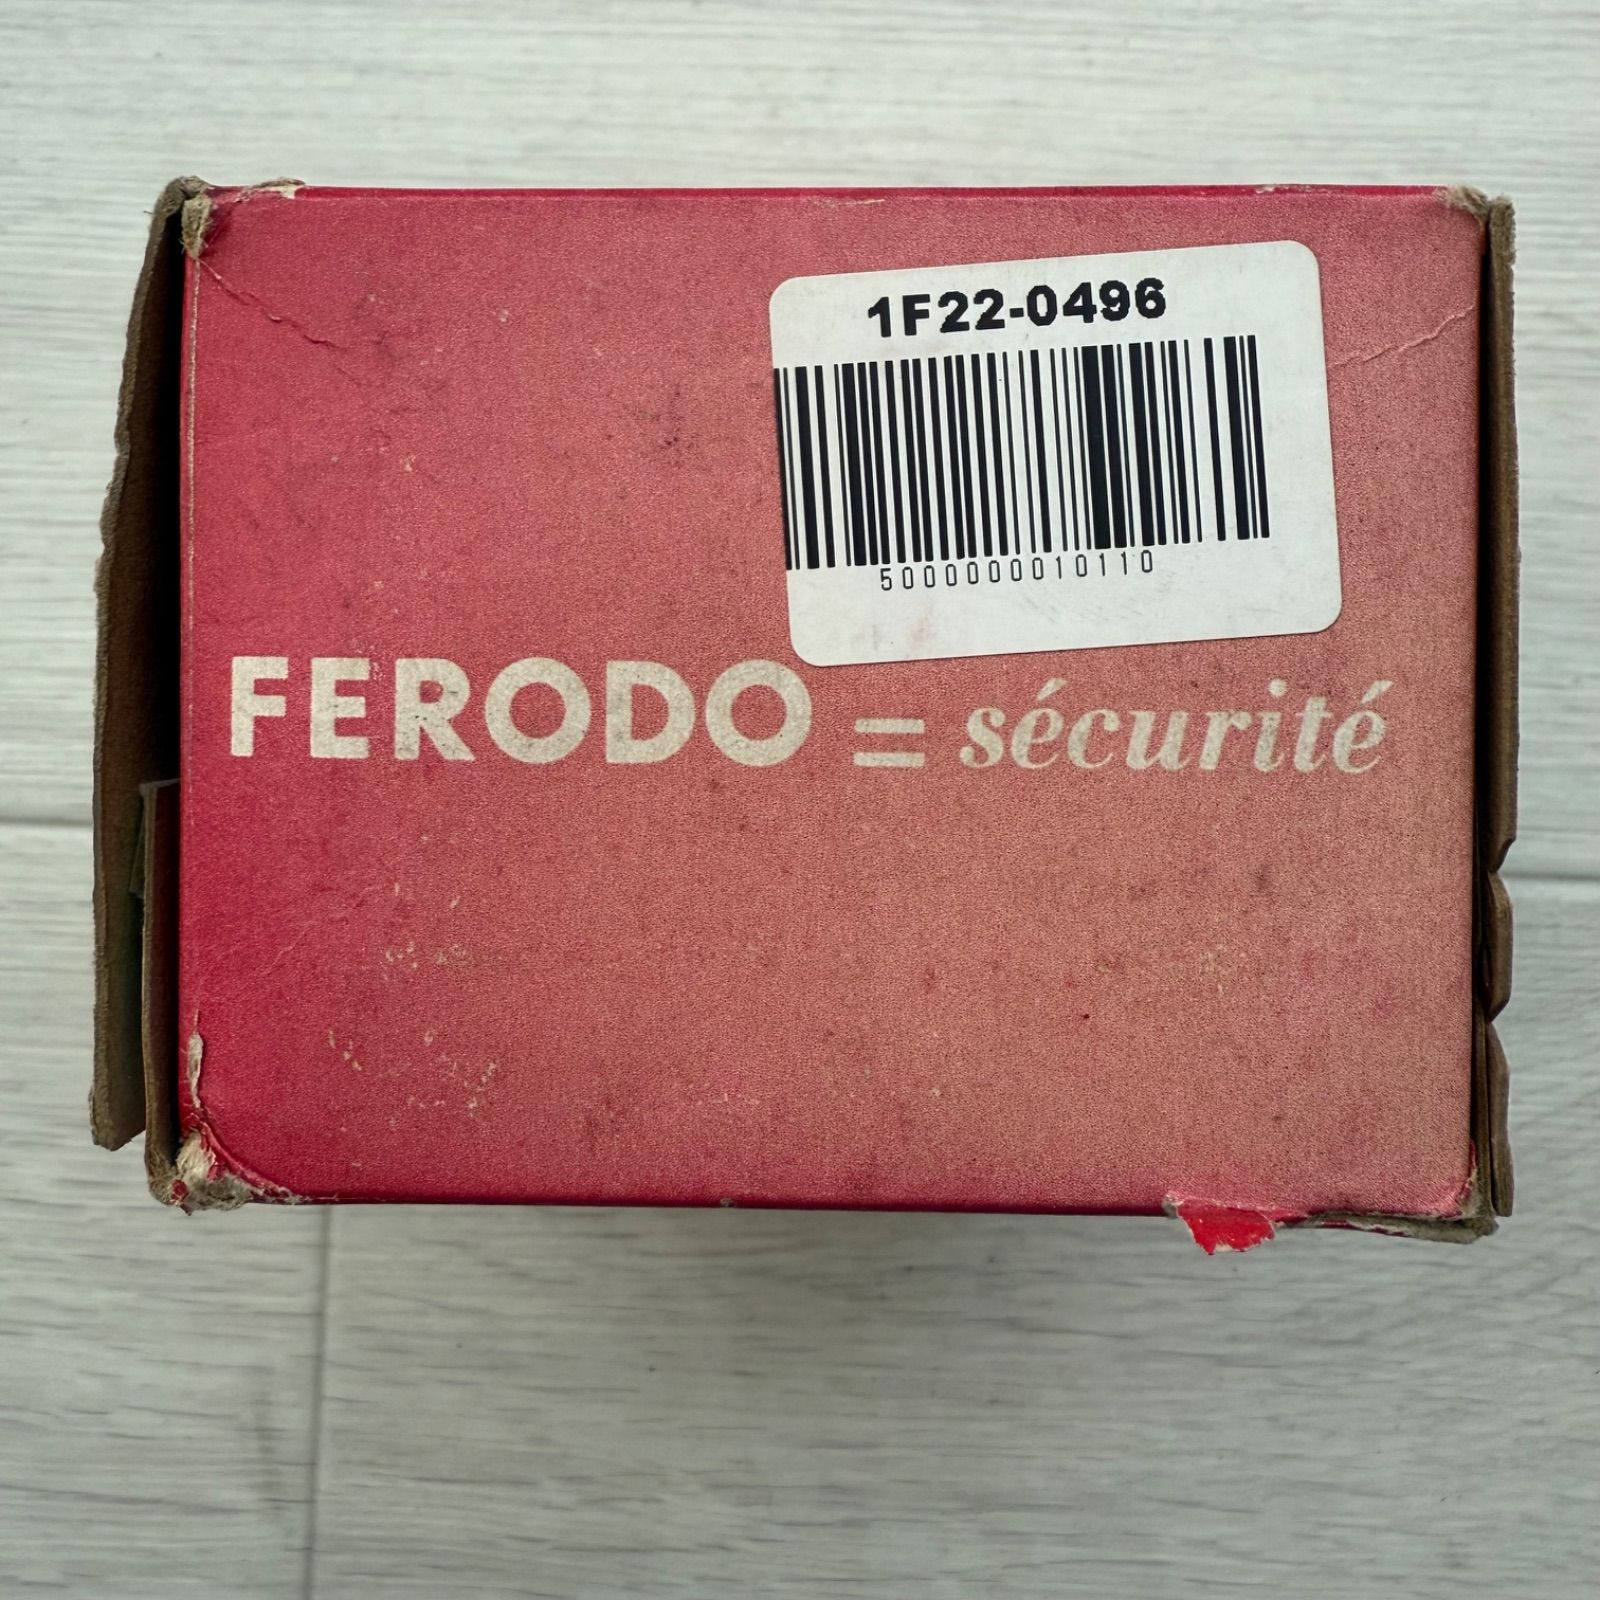 1F22-0496
5000000010110
FERODO = sécurité